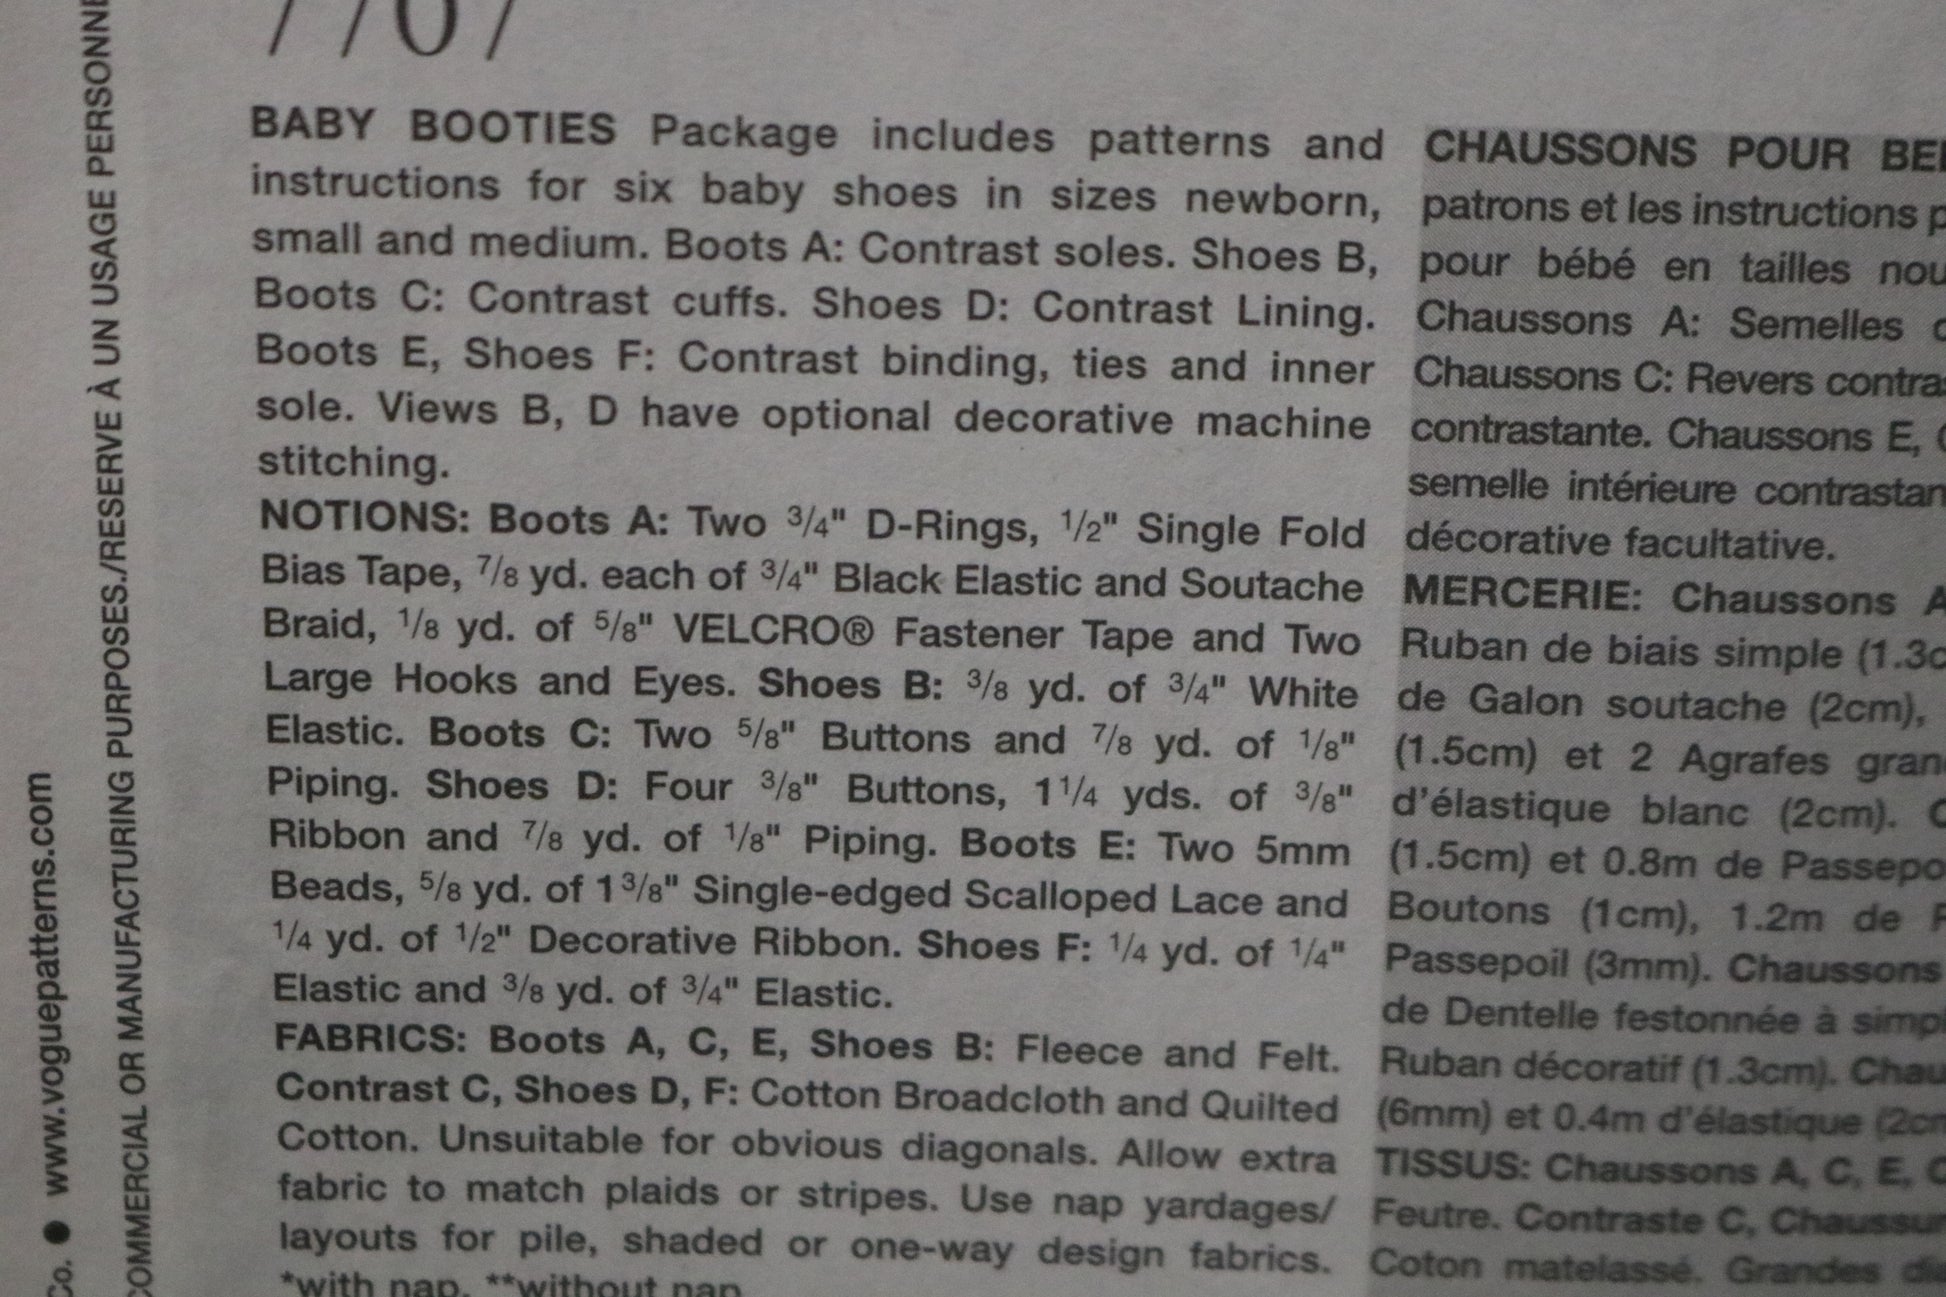 7707
BABY BOOTIES Package includes patterns and
instructions for six baby shoes in sizes newborn,
small and medium. Boots A: Contrast soles. Shoes B,
Boots C: Contrast cuffs. Shoes D: Contrast Lining.
Boots E, Shoes F: Contrast binding, ties and inner
sole. Views B, D have optional decorative machine
stitching.
NOTIONS: Boots A: Two 3/4" D-Rings, 1/2" Single Fold
Bias Tape, 7/8 yd. each of 3/4" Black Elastic and Soutache
Braid, 1/8 yd. of 5/8" VELCRO® Fastener Tape and Two
Large Hooks and Eyes. Shoes B: 3/8 yd. of 3/4" White
Elastic. Boots C: Two 5/8" Buttons and 7/8 yd. of 1/8"
Piping. Shoes D: Four 3/8" Buttons, 1 1/4 yds. of 3/8"
Ribbon and 7/8 yd. of 1/8" Piping. Boots E: Two 5mm
Beads, 5/8 yd. of 1 3/8" Single-edged Scalloped Lace and
1/4 yd. of 1/2" Decorative Ribbon. Shoes F: 1/4 yd. of 1/4"
Elastic and 3/8 yd. of 3/4" Elastic.
FABRICS: Boots A, C, E, Shoes B: Fleece and Felt.
Contrast C, Shoes D, F: Cotton Broadcloth and Quilted
Cotton. Unsuitable for obvious diagonals. Allow extra
fabric to match plaids or stripes. Use nap yardages/
layouts for pile, shaded or one-way design fabrics.
*with nap. **without nap
CHAUSSONS POUR
patrons et les instructions
pour bébé en tailles
Chaussons A: Semelles
Chaussons C: Revers
contrastante. Chaussons E,
semelle intérieure
décorative facultative.
MERCERIE: Chaussons A
Ruban de biais simple
de Galon soutache (2cm),
(1.5cm) et 2 Agrafes
d'élastique blanc (2cm).
(1.5cm) et 0.8m de
Boutons (1cm), 1.2m de
Passepoil (3mm). Chaussons
de Dentelle festonnée à
Ruban décoratif (1.3cm).
(6mm) et 0.4m d'élastique
TISSUS: Chaussons A, C, E,
Feutre. Contraste C,
Coton matelassé. Grandes
Co. ● www.voguepatterns.com
COMMERCIAL OR MANUFACTURING PURPOSES./RESERVE À UN USAGE